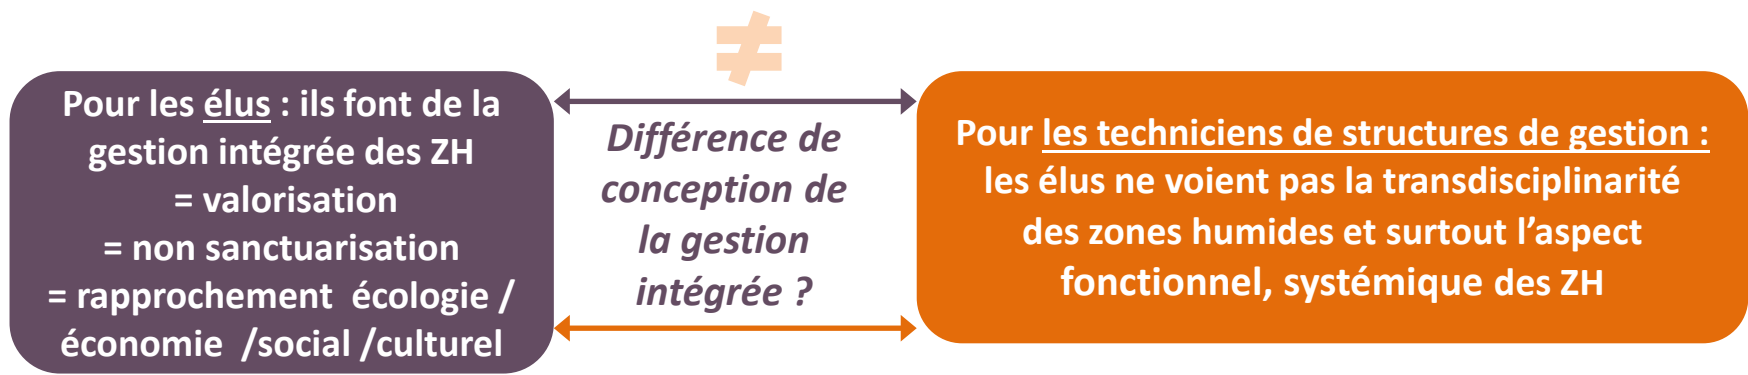 ≠
Pour les élus : ils font de la
gestion intégrée des ZH
= valorisation
= non sanctuarisation
= rapprochement écologie /
économie /social /culturel
Différence de
conception de
la gestion
intégrée ?
Pour les techniciens de structures de gestion :
les élus ne voient pas la transdisciplinarité
des zones humides et surtout l’aspect
fonctionnel, systémique des ZH